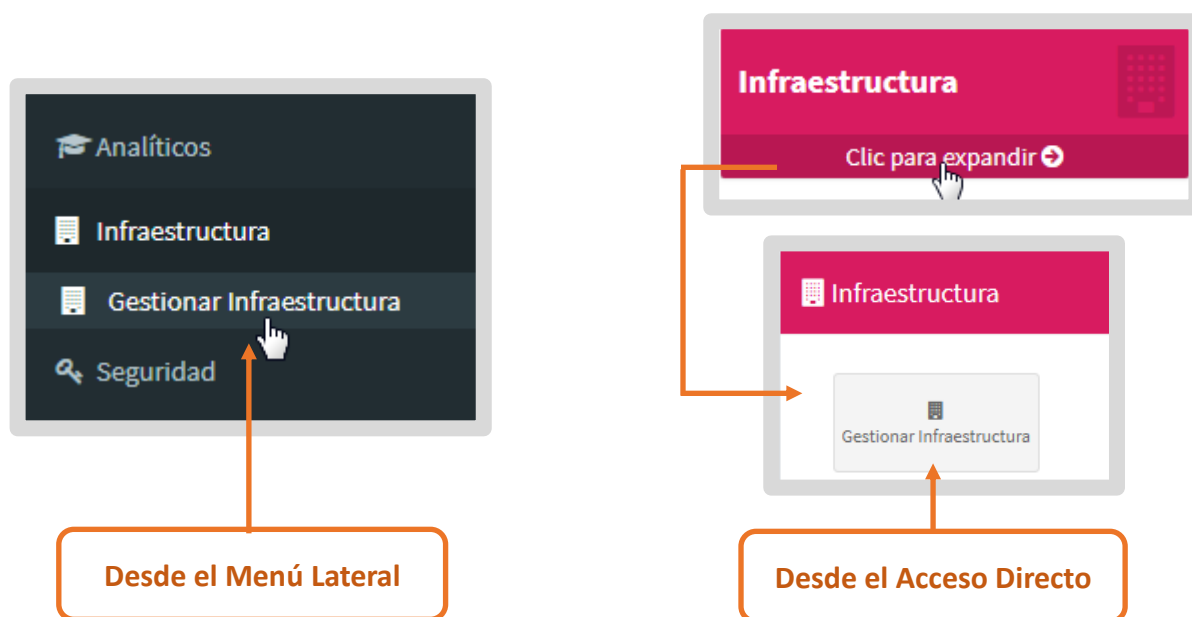 Analíticos
Infraestructura
Gestionar Infraestructura
Seguridad
Desde el Menú Lateral
Infraestructura
Clic para expandir
Infraestructura
Gestionar Infraestructura
Desde el Acceso Directo